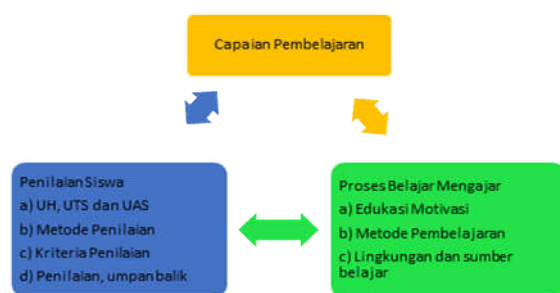 Capaian Pembelajaran
Penilaian Siswa
a) UH, UTS dan UAS
b) Metode Penilaian
c) Kriteria Penilaian
d) Penilaian, umpan balik
Proses Belajar Mengajar
a) Edukasi Motivasi
b) Metode Pembelajaran
c) Lingkungan dan sumber
belajar